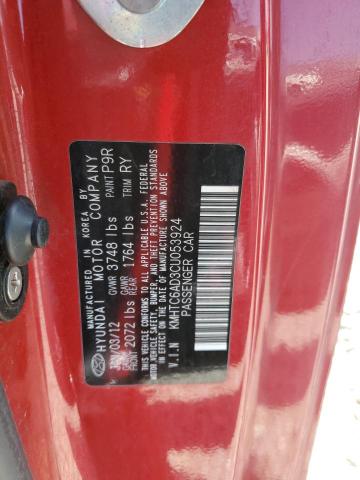 MANUFACTURED IN KOREA BY
HYUNDAI MOTOR COMPANY
GVWR 3748 lbs PAINT P9R
03/12 FRONT 2072 lbs GAWR REAR 1764 lbs TRIM RY
THIS VEHICLE CONFORMS TO ALL APPLICABLE U.S. FEDERAL
MOTOR VEHICLE SAFETY, BUMPER, AND THEFT PREVENTION STANDARDS
IN EFFECT ON THE DATE OF MANUFACTURE SHOWN ABOVE
V.I.N KMHTC6AD3CU053924
PASSENGER CAR